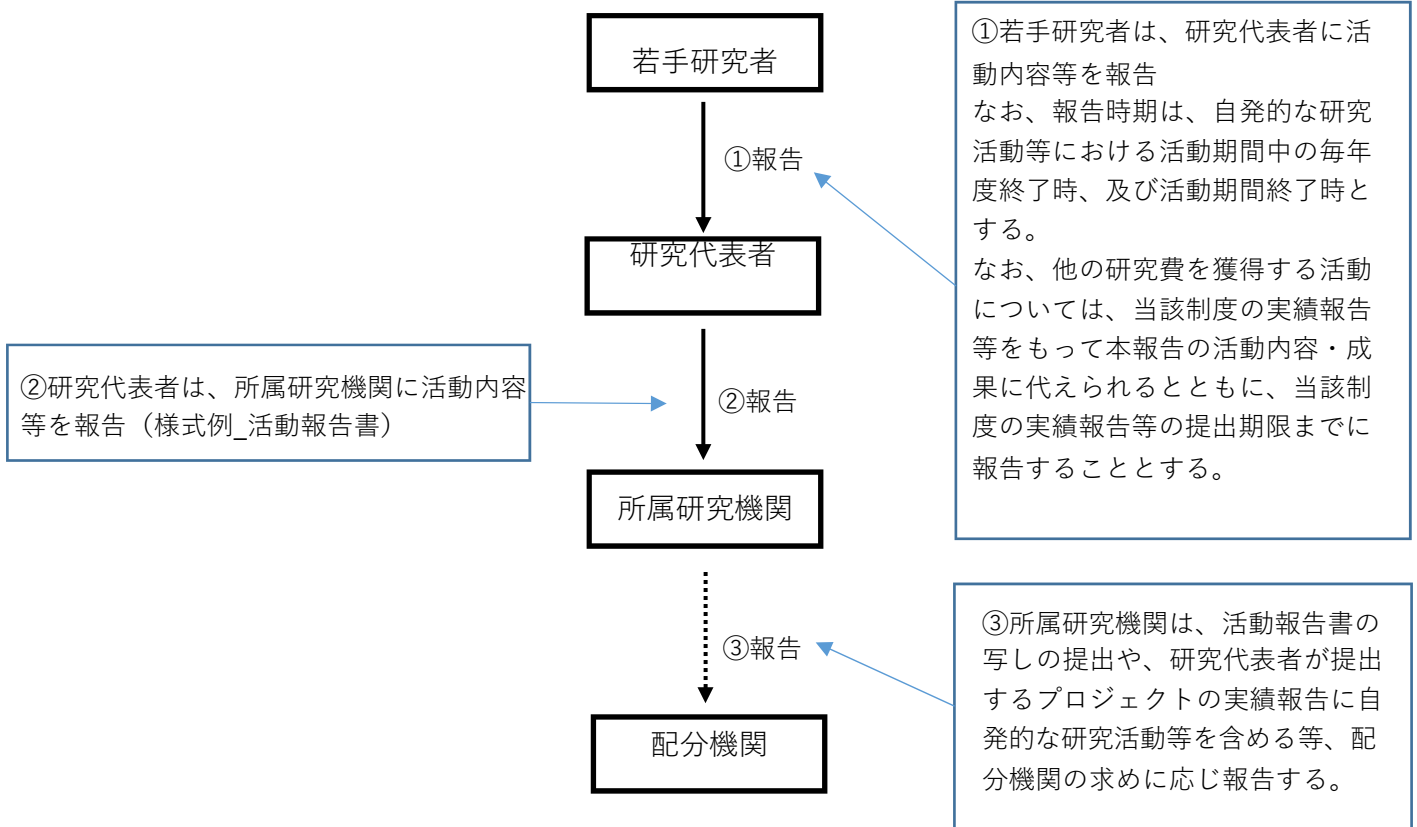 若手研究者
①報告
①若手研究者は、研究代表者に活
動内容等を報告
なお、報告時期は、自発的な研究
活動等における活動期間中の毎年
度終了時、及び活動期間終了時と
する。
なお、他の研究費を獲得する活動
については、当該制度の実績報告
等をもって本報告の活動内容・成
果に代えられるとともに、当該制
度の実績報告等の提出期限までに
報告することとする。
研究代表者
②研究代表者は、所属研究機関に活動内容
等を報告（様式例_活動報告書）
②報告
所属研究機関
③報告
③所属研究機関は、活動報告書の
写しの提出や、研究代表者が提出
するプロジェクトの実績報告に自
発的な研究活動等を含める等、配
分機関の求めに応じ報告する。
配分機関